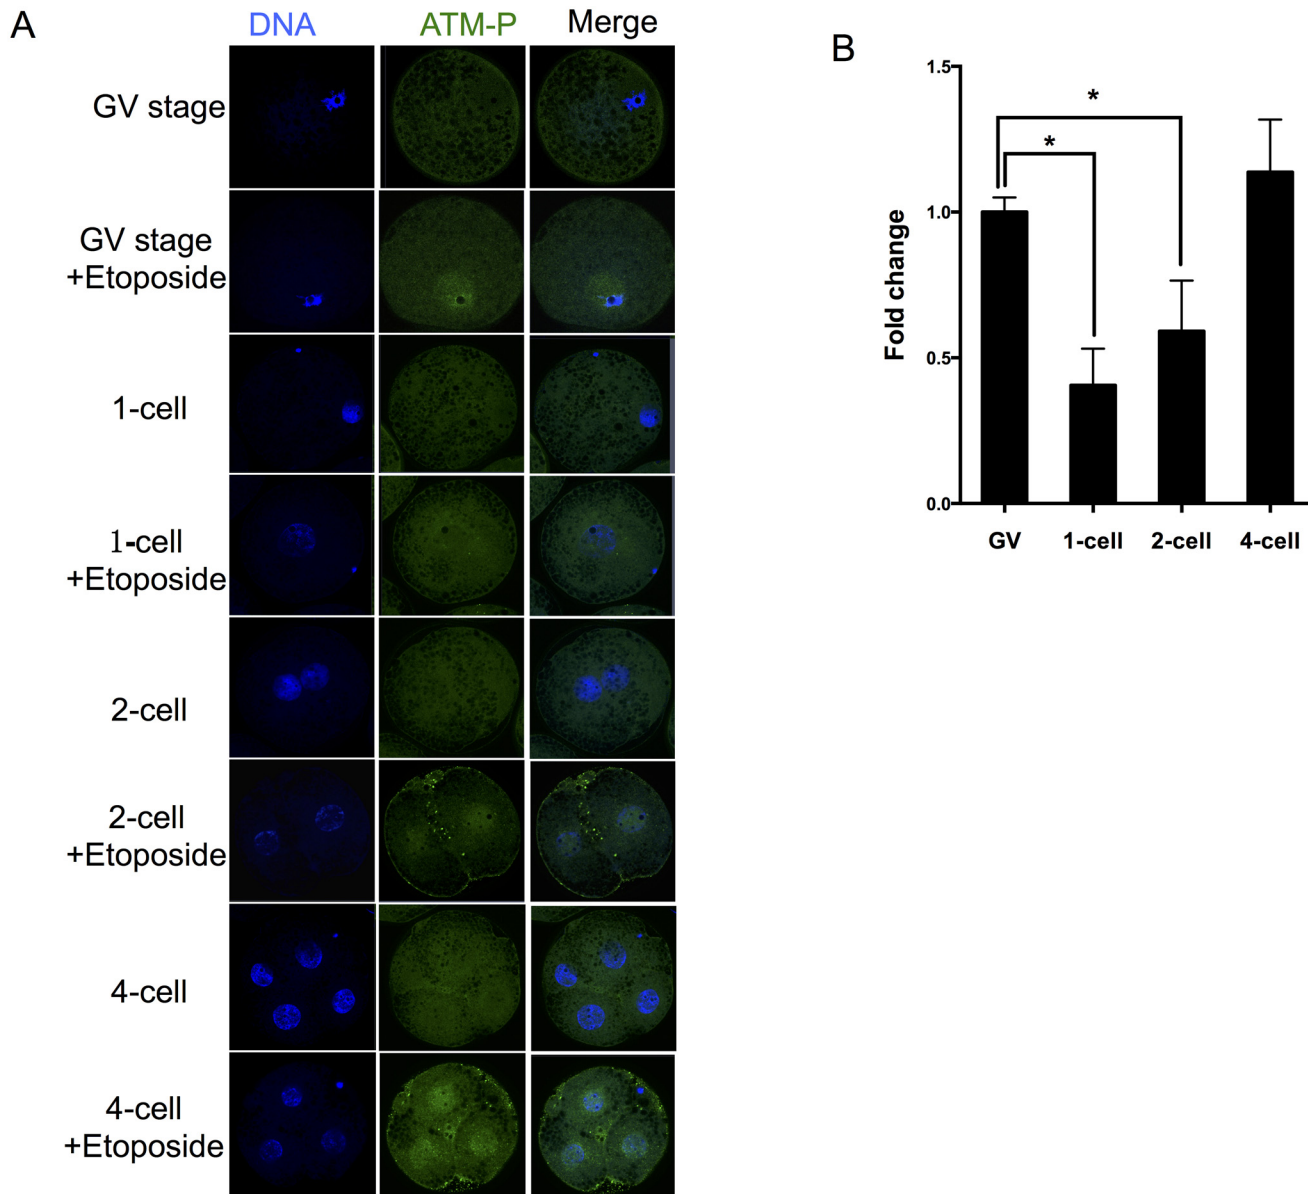 A
DNA
ATM-P
Merge
GV stage
GV stage
+Etoposide
1-cell
1-cell
+Etoposide
2-cell
2-cell
+Etoposide
4-cell
4-cell
+Etoposide
B
Fold change
1.5
1.0
0.5
0.0
*
*
GV
1-cell
2-cell
4-cell